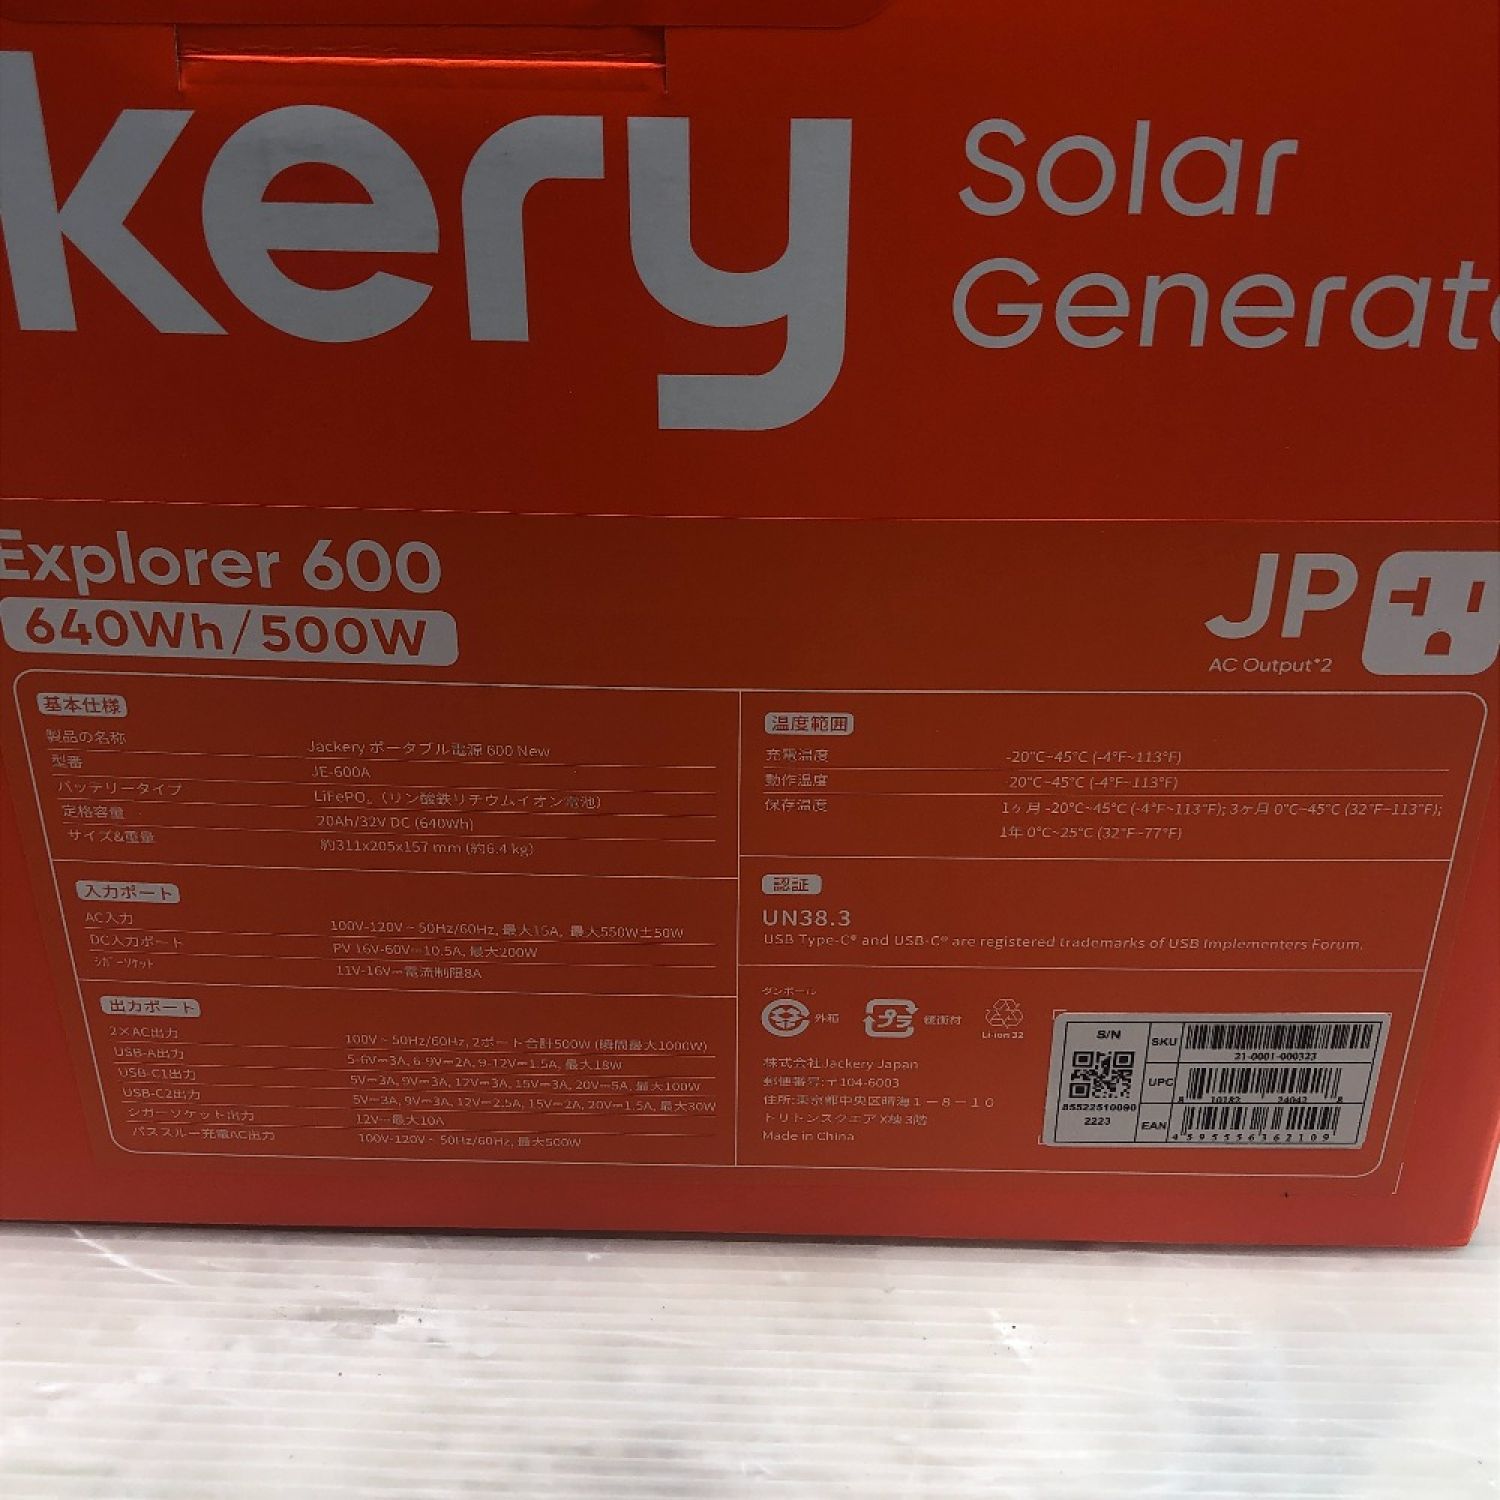 kery
Solar
Generat
Explorer 600
640Wh/500W
JP
AC Output*2
基本仕様
製品の名称 Jackery ポータブル電源 600 New
型番 JE-600A
バッテリータイプ LiFePO₄ (リン酸鉄リチウムイオン電池)
定格容量 20Ah/32V DC (640Wh)
サイズ&重量 約311x205x157 mm (約6.4 kg)
入力ポート
AC入力 100V-120V~50Hz/60Hz, 最大15A, 最大550W±50W
DC入力ポート PV 16V-60V⎓10.5A, 最大200W
シガーソケット 11V-16V⎓電流制限8A
出力ポート
2×AC出力 100V~50Hz/60Hz, 2ポート合計500W (瞬間最大1000W)
USB-A出力 5-6V⎓3A, 6-9V⎓2A, 9-12V⎓1.5A, 最大18W
USB-C1出力 5V⎓3A, 9V⎓3A, 12V⎓3A, 15V⎓3A, 20V⎓5A, 最大100W
USB-C2出力 5V⎓3A, 9V⎓3A, 12V⎓2.5A, 15V⎓2A, 20V⎓1.5A, 最大30W
シガーソケット出力 12V⎓最大10A
パススルー充電AC出力 100V-120V~50Hz/60Hz, 最大500W
温度範囲
充電温度 -20°C~45°C (-4°F~113°F)
動作温度 -20°C~45°C (-4°F~113°F)
保存温度 1ヶ月 -20°C~45°C (-4°F~113°F); 3ヶ月 0°C~45°C (32°F~113°F);
1年 0°C~25°C (32°F~77°F)
認証
UN38.3
USB Type-C® and USB-C® are registered trademarks of USB Implementers Forum.
ダンボール
外箱
プラ
緩衝材
Li-ion 32
株式会社Jackery Japan
郵便番号:〒104-6003
住所:東京都中央区晴海1-8-10
トリトンスクエア X棟 3階
Made in China
S/N
85522510090
2223
SKU
21-0001-000323
UPC
8 10182 24042 8
EAN
4 595556 362109